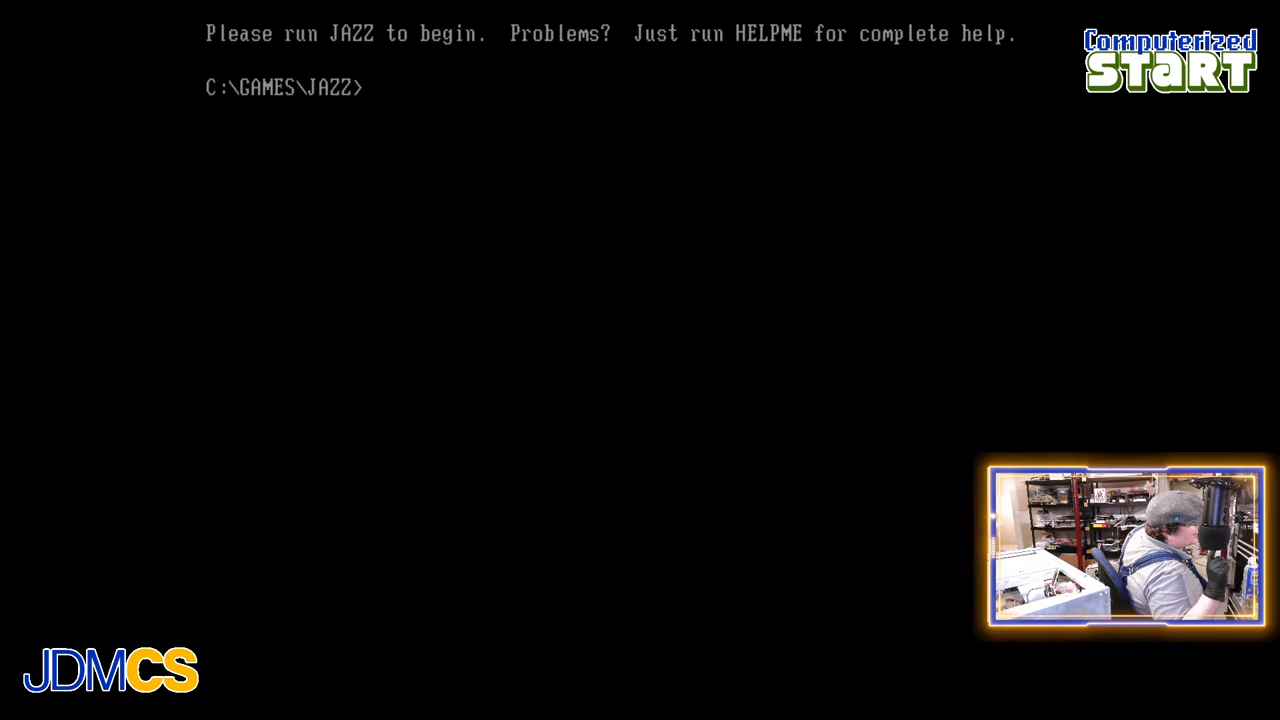 Please run JAZZ to begin.  Problems?  Just run HELPME for complete help.
C:\GAMES\JAZZ>
Computerized
START
JDMCS